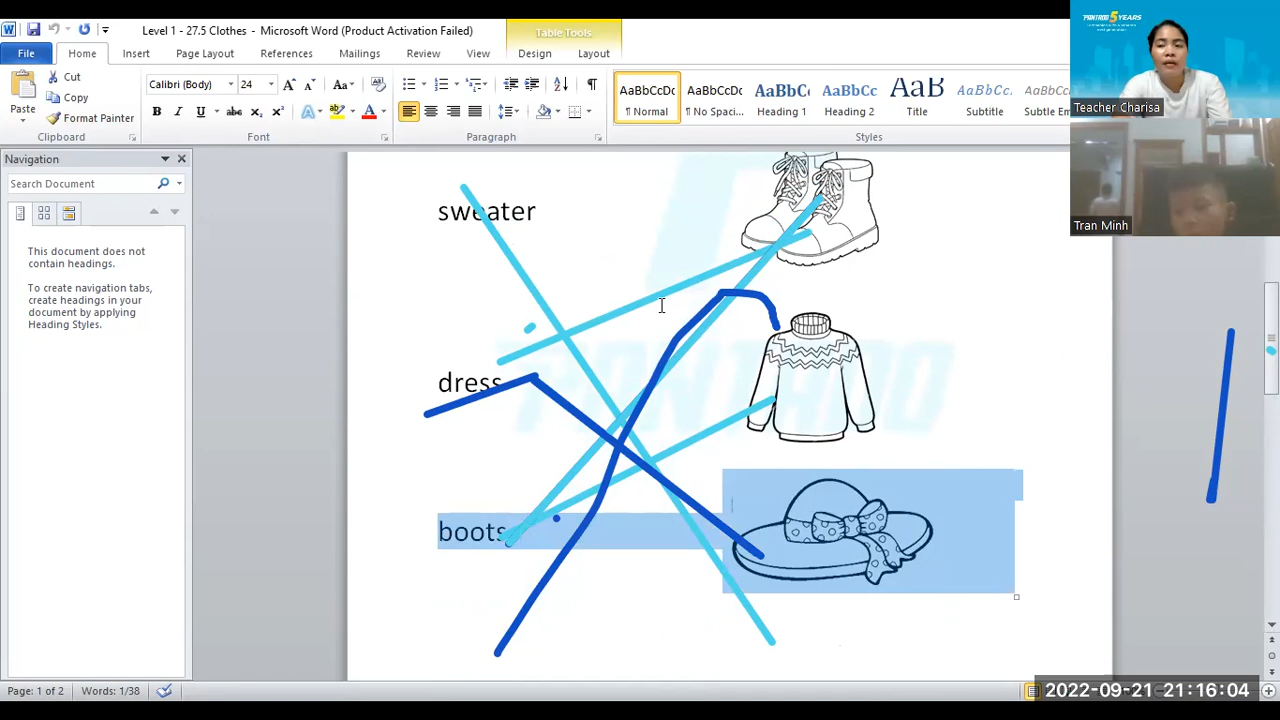 Level 1 - 27.5 Clothes - Microsoft Word (Product Activation Failed)
Table Tools
File Home Insert Page Layout References Mailings Review View Design Layout
Paste
Cut
Copy
Format Painter
Clipboard
Calibri (Body) 24
Font
Paragraph
AaBbCcDc AaBbCcDc AaBbCc AaBbCc AaB AaBbCc. AaBbCc
¶ Normal ¶ No Spaci... Heading 1 Heading 2 Title Subtitle Subtle Em
Styles
PANTROO 5 YEARS
Teacher Charisa
Tran Minh
Navigation
Search Document
This document does not
contain headings.
To create navigation tabs,
create headings in your
document by applying
Heading Styles.
sweater
dress
boots
Page: 1 of 2 Words: 1/38
2022-09-21 21:16:04